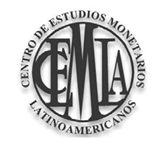 CENTRO DE ESTUDIOS MONETARIOS
CEMLA
LATINOAMERICANOS